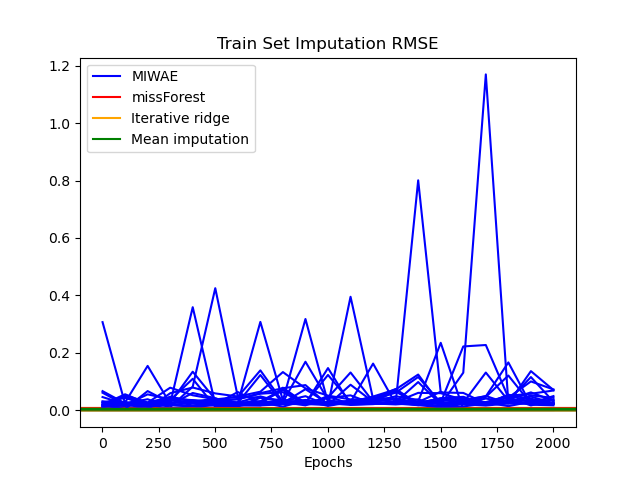 Train Set Imputation RMSE
MIWAE
missForest
Iterative ridge
Mean imputation
1.2
1.0
0.8
0.6
0.4
0.2
0.0
0 250 500 750 1000 1250 1500 1750 2000
Epochs